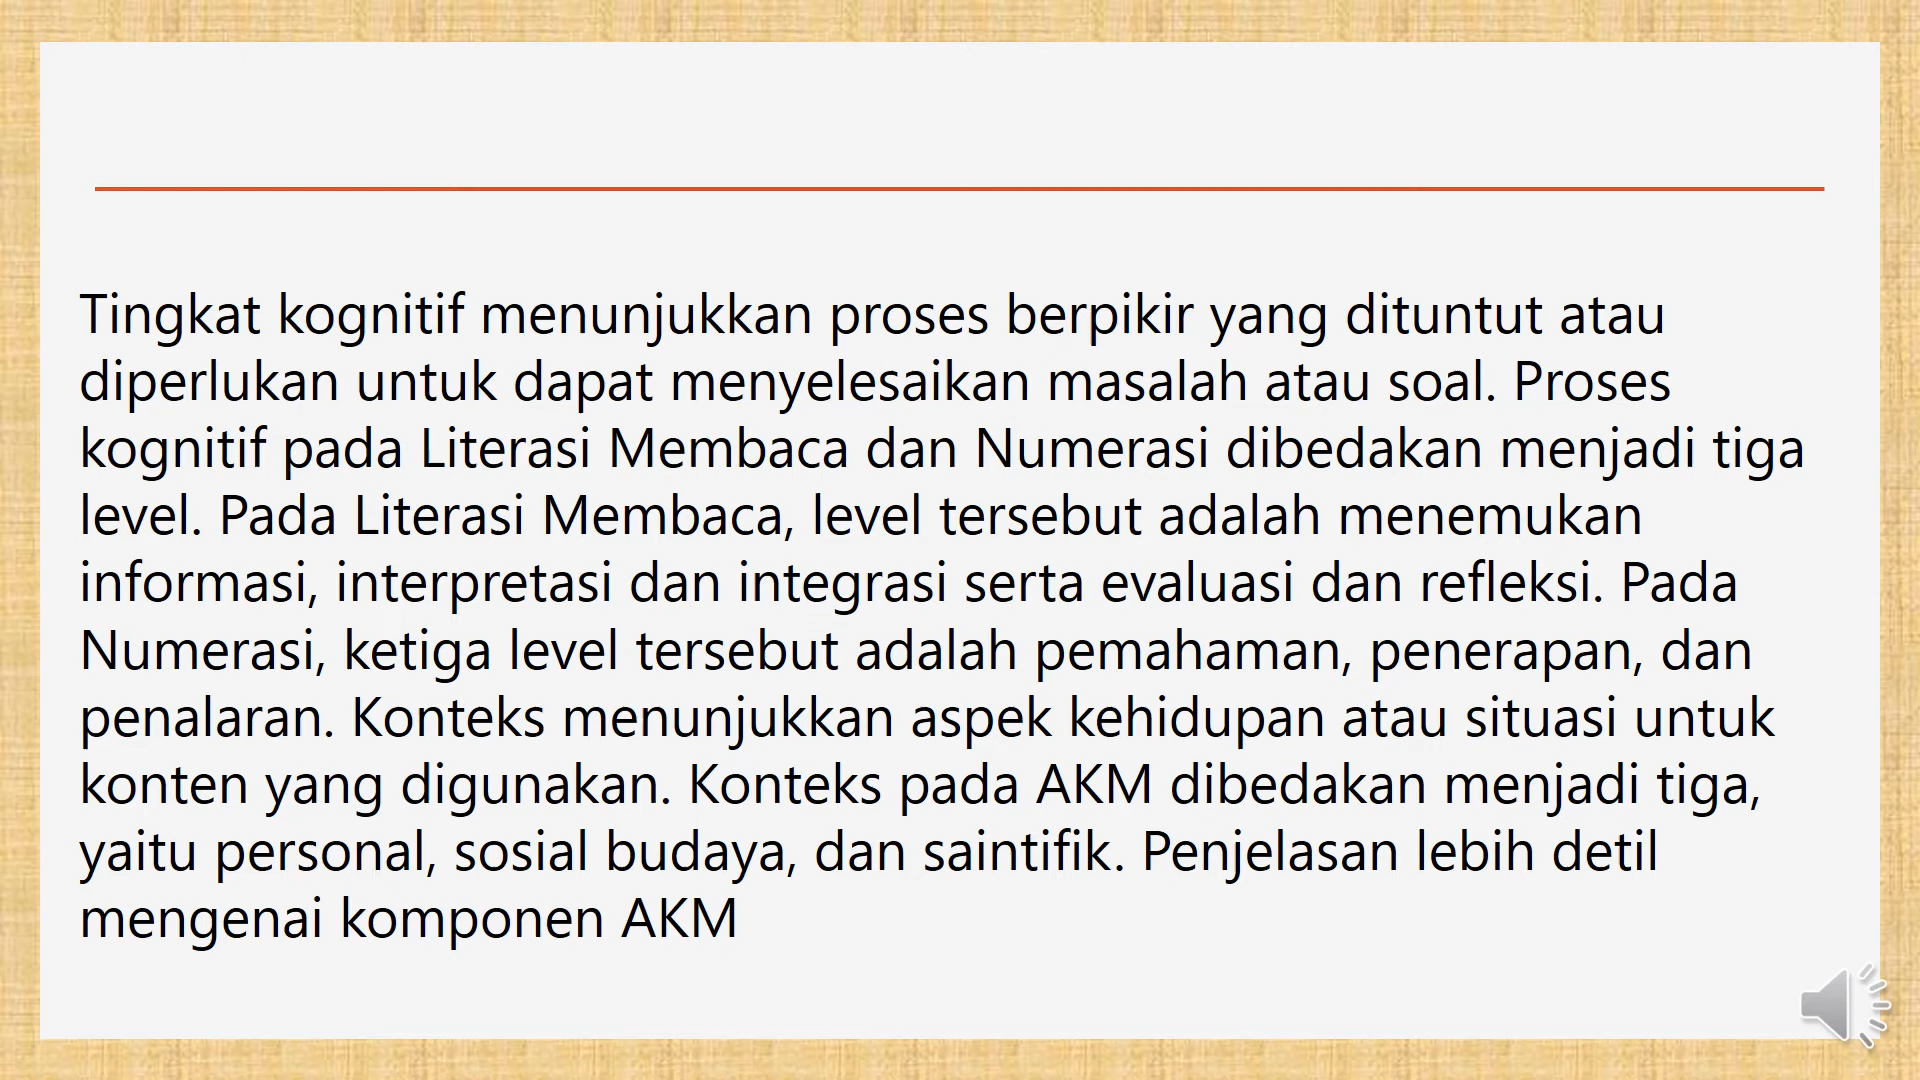 Tingkat kognitif menunjukkan proses berpikir yang dituntut atau
diperlukan untuk dapat menyelesaikan masalah atau soal. Proses
kognitif pada Literasi Membaca dan Numerasi dibedakan menjadi tiga
level. Pada Literasi Membaca, level tersebut adalah menemukan
informasi, interpretasi dan integrasi serta evaluasi dan refleksi. Pada
Numerasi, ketiga level tersebut adalah pemahaman, penerapan, dan
penalaran. Konteks menunjukkan aspek kehidupan atau situasi untuk
konten yang digunakan. Konteks pada AKM dibedakan menjadi tiga,
yaitu personal, sosial budaya, dan saintifik. Penjelasan lebih detil
mengenai komponen AKM